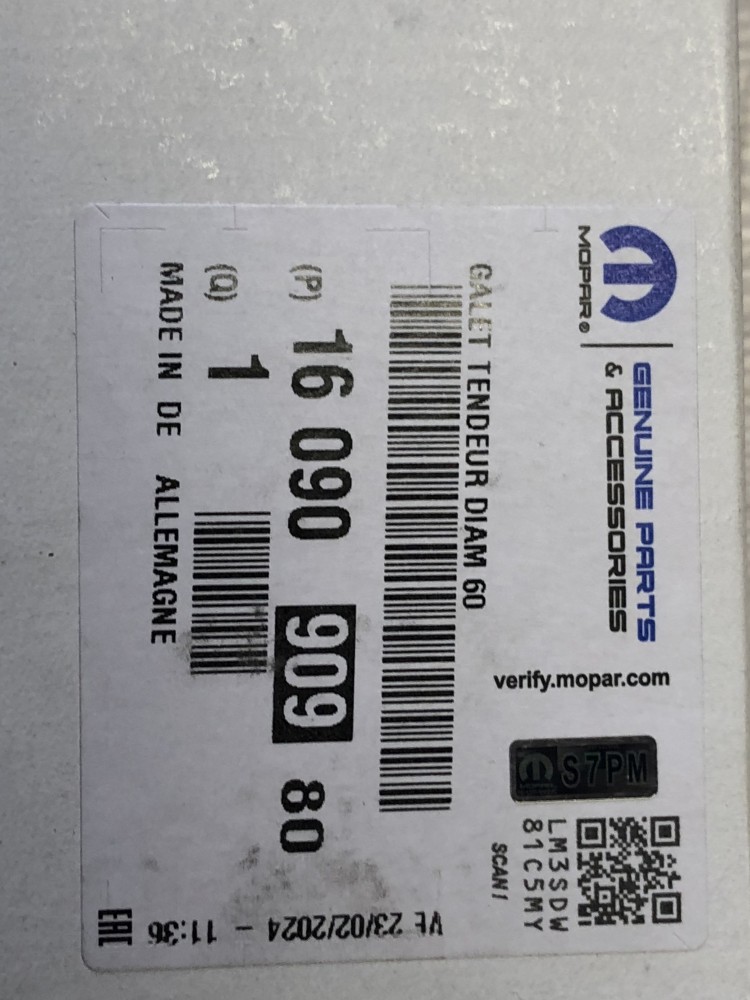 MOPAR®
GENUINE PARTS
& ACCESSORIES
verify.mopar.com
S7PM
LM3SDW
81C5MY
SCAN !
GALET TENDEUR DIAM 60
(P) 16 090 909 80
(Q) 1
MADE IN DE ALLEMAGNE
VE 23/02/2024 - 11:36
EAC